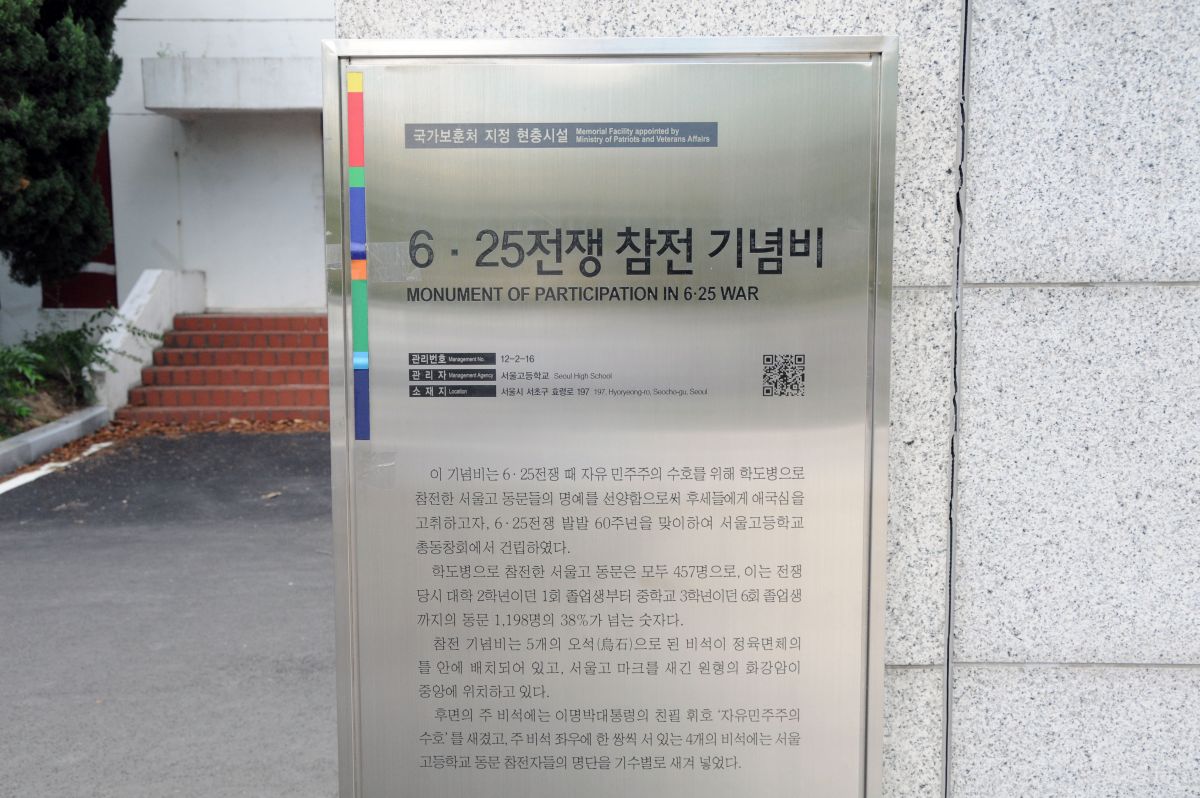 국가보훈처 지정 현충시설 Memorial Facility appointed by
Ministry of Patriots and Veterans Affairs
6·25전쟁 참전 기념비
MONUMENT OF PARTICIPATION IN 6·25 WAR
관리번호 Management No. 12-2-16
관 리 자 Management Agency 서울고등학교 Seoul High School
소 재 지 Location 서울시 서초구 효령로 197 197, Hyoryeong-ro, Seocho-gu, Seoul
이 기념비는 6·25전쟁 때 자유 민주주의 수호를 위해 학도병으로
참전한 서울고 동문들의 명예를 선양함으로써 후세들에게 애국심을
고취하고자, 6·25전쟁 발발 60주년을 맞이하여 서울고등학교
총동창회에서 건립하였다.
학도병으로 참전한 서울고 동문은 모두 457명으로, 이는 전쟁
당시 대학 2학년이던 1회 졸업생부터 중학교 3학년이던 6회 졸업생
까지의 동문 1,198명의 38%가 넘는 숫자다.
참전 기념비는 5개의 오석(烏石)으로 된 비석이 정육면체의
틀 안에 배치되어 있고, 서울고 마크를 새긴 원형의 화강암이
중앙에 위치하고 있다.
후면의 주 비석에는 이명박대통령의 친필 휘호 '자유민주주의
수호'를 새겼고, 주 비석 좌우에 한 쌍씩 서 있는 4개의 비석에는 서울
고등학교 동문 참전자들의 명단을 기수별로 새겨 넣었다.